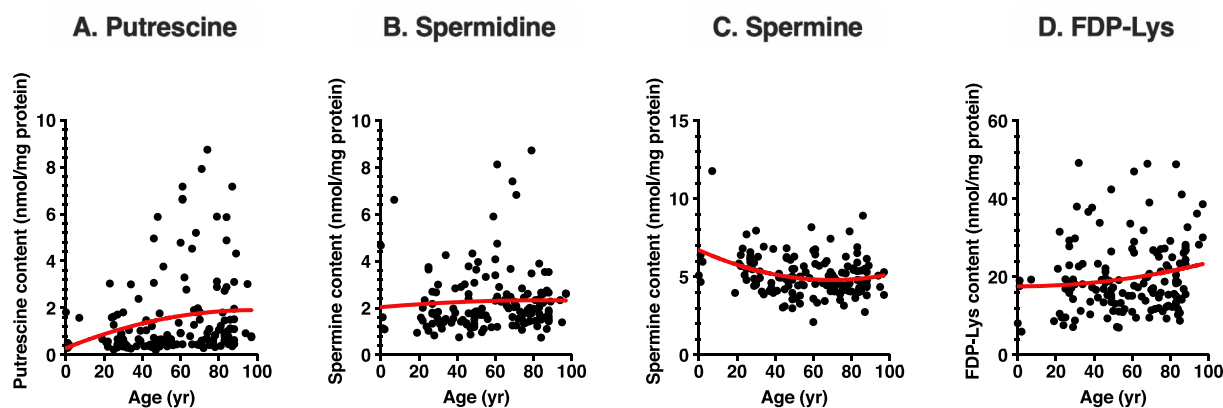 A. Putrescine
B. Spermidine
C. Spermine
D. FDP-Lys
Putrescine content (nmol/mg protein)
10
8
6
4
2
0
0 20 40 60 80 100
Age (yr)
Spermidine content (nmol/mg protein)
10
8
6
4
2
0
0 20 40 60 80 100
Age (yr)
Spermine content (nmol/mg protein)
15
10
5
0
0 20 40 60 80 100
Age (yr)
FDP-Lys content (nmol/mg protein)
60
40
20
0
0 20 40 60 80 100
Age (yr)